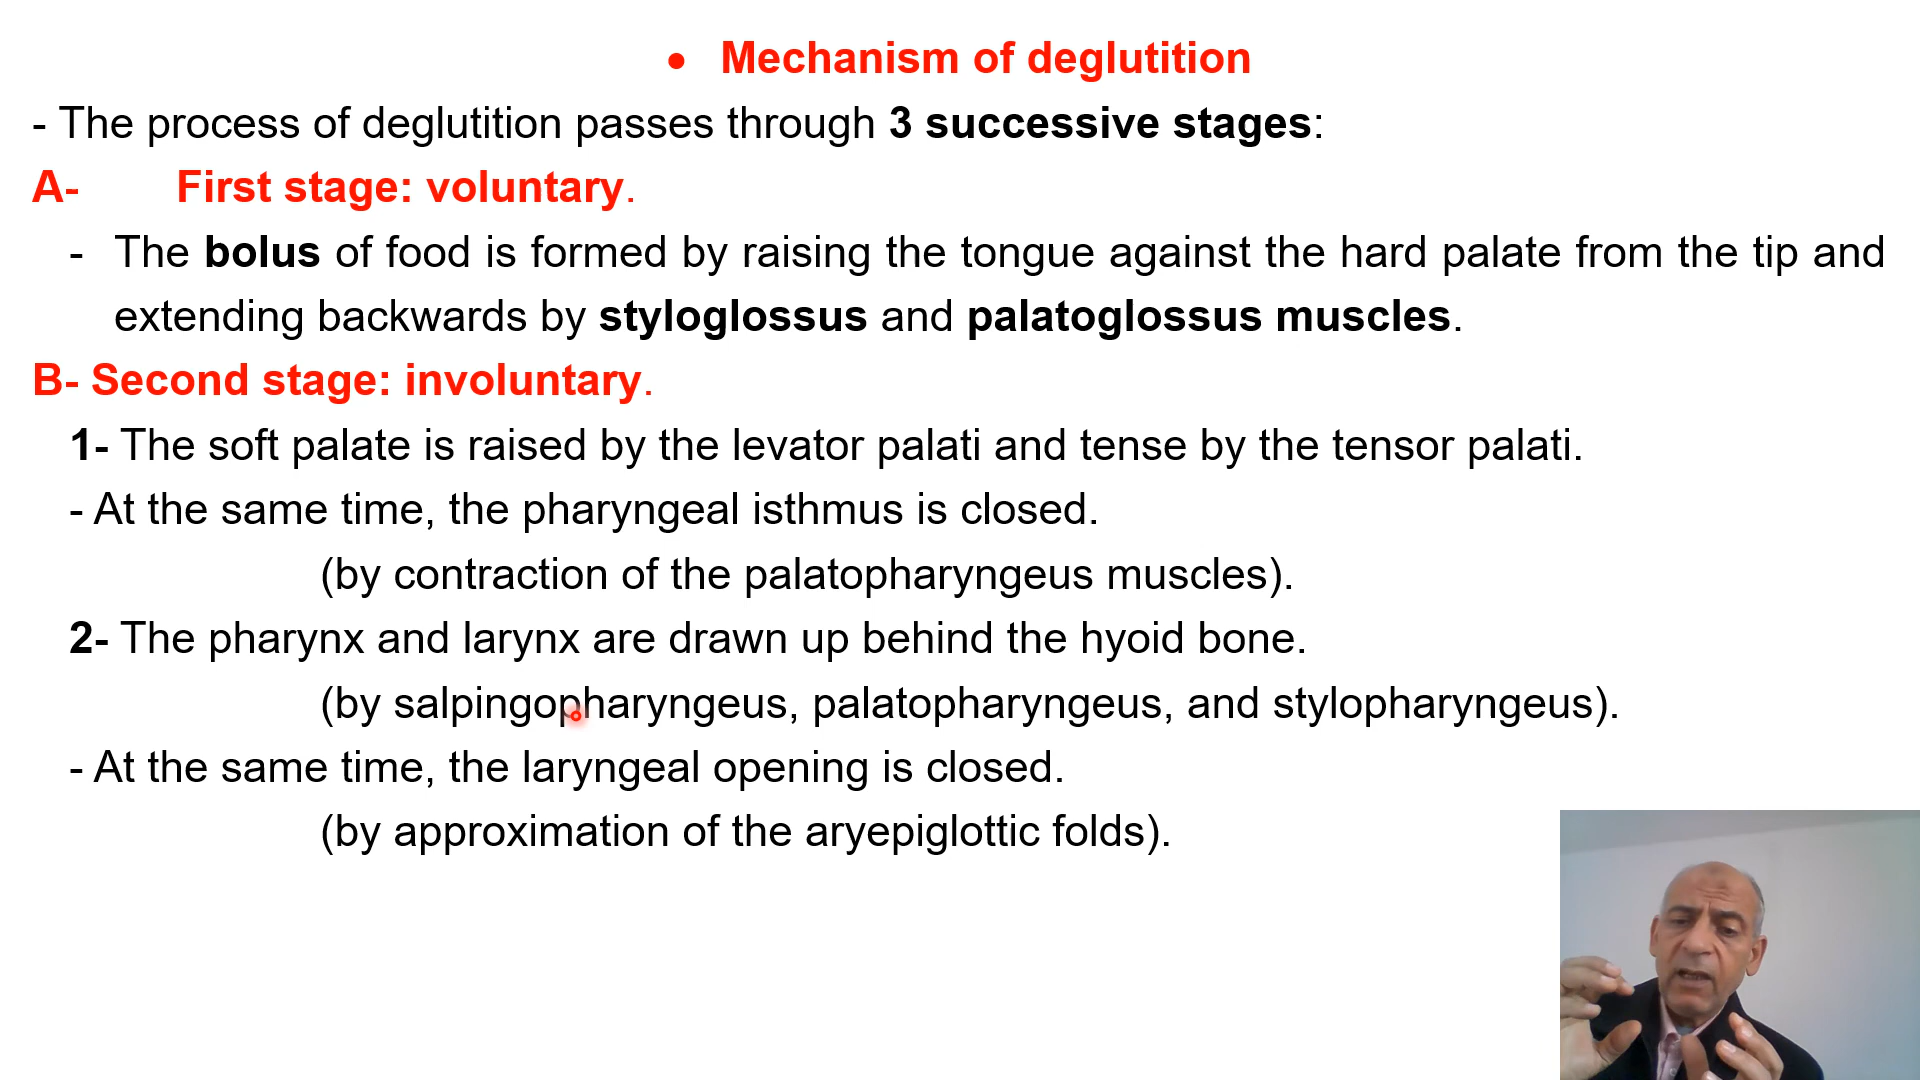 • Mechanism of deglutition
- The process of deglutition passes through 3 successive stages:
A- First stage: voluntary.
- The bolus of food is formed by raising the tongue against the hard palate from the tip and
extending backwards by styloglossus and palatoglossus muscles.
B- Second stage: involuntary.
1- The soft palate is raised by the levator palati and tense by the tensor palati.
- At the same time, the pharyngeal isthmus is closed.
(by contraction of the palatopharyngeus muscles).
2- The pharynx and larynx are drawn up behind the hyoid bone.
(by salpingopharyngeus, palatopharyngeus, and stylopharyngeus).
- At the same time, the laryngeal opening is closed.
(by approximation of the aryepiglottic folds).